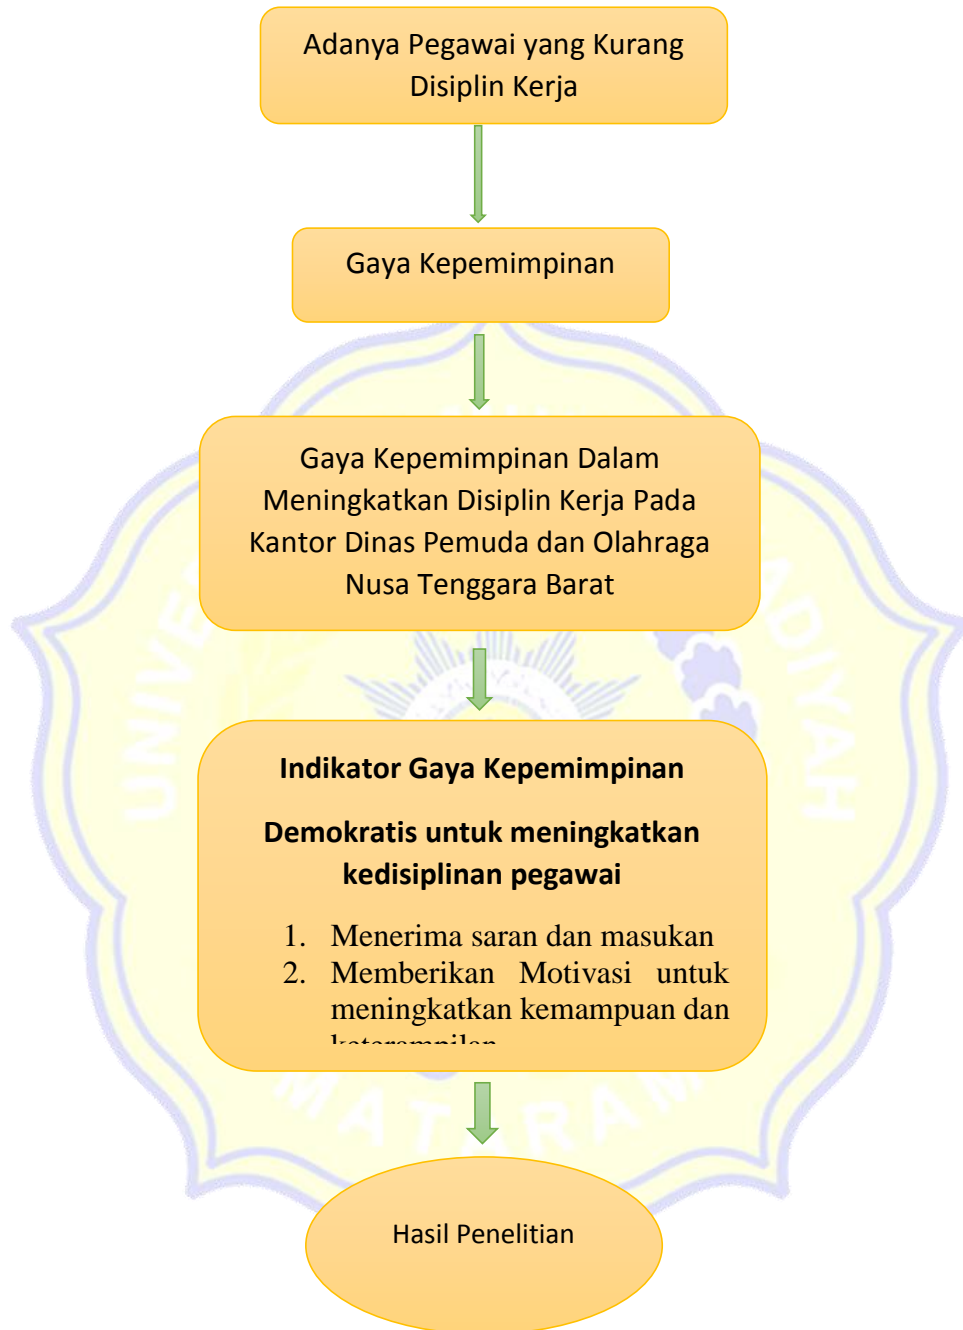 Adanya Pegawai yang Kurang
Disiplin Kerja
Gaya Kepemimpinan
Gaya Kepemimpinan Dalam
Meningkatkan Disiplin Kerja Pada
Kantor Dinas Pemuda dan Olahraga
Nusa Tenggara Barat
Indikator Gaya Kepemimpinan
Demokratis untuk meningkatkan
kedisiplinan pegawai
1. Menerima saran dan masukan
2. Memberikan Motivasi untuk
meningkatkan kemampuan dan
keterampilan
MATARAM
Hasil Penelitian